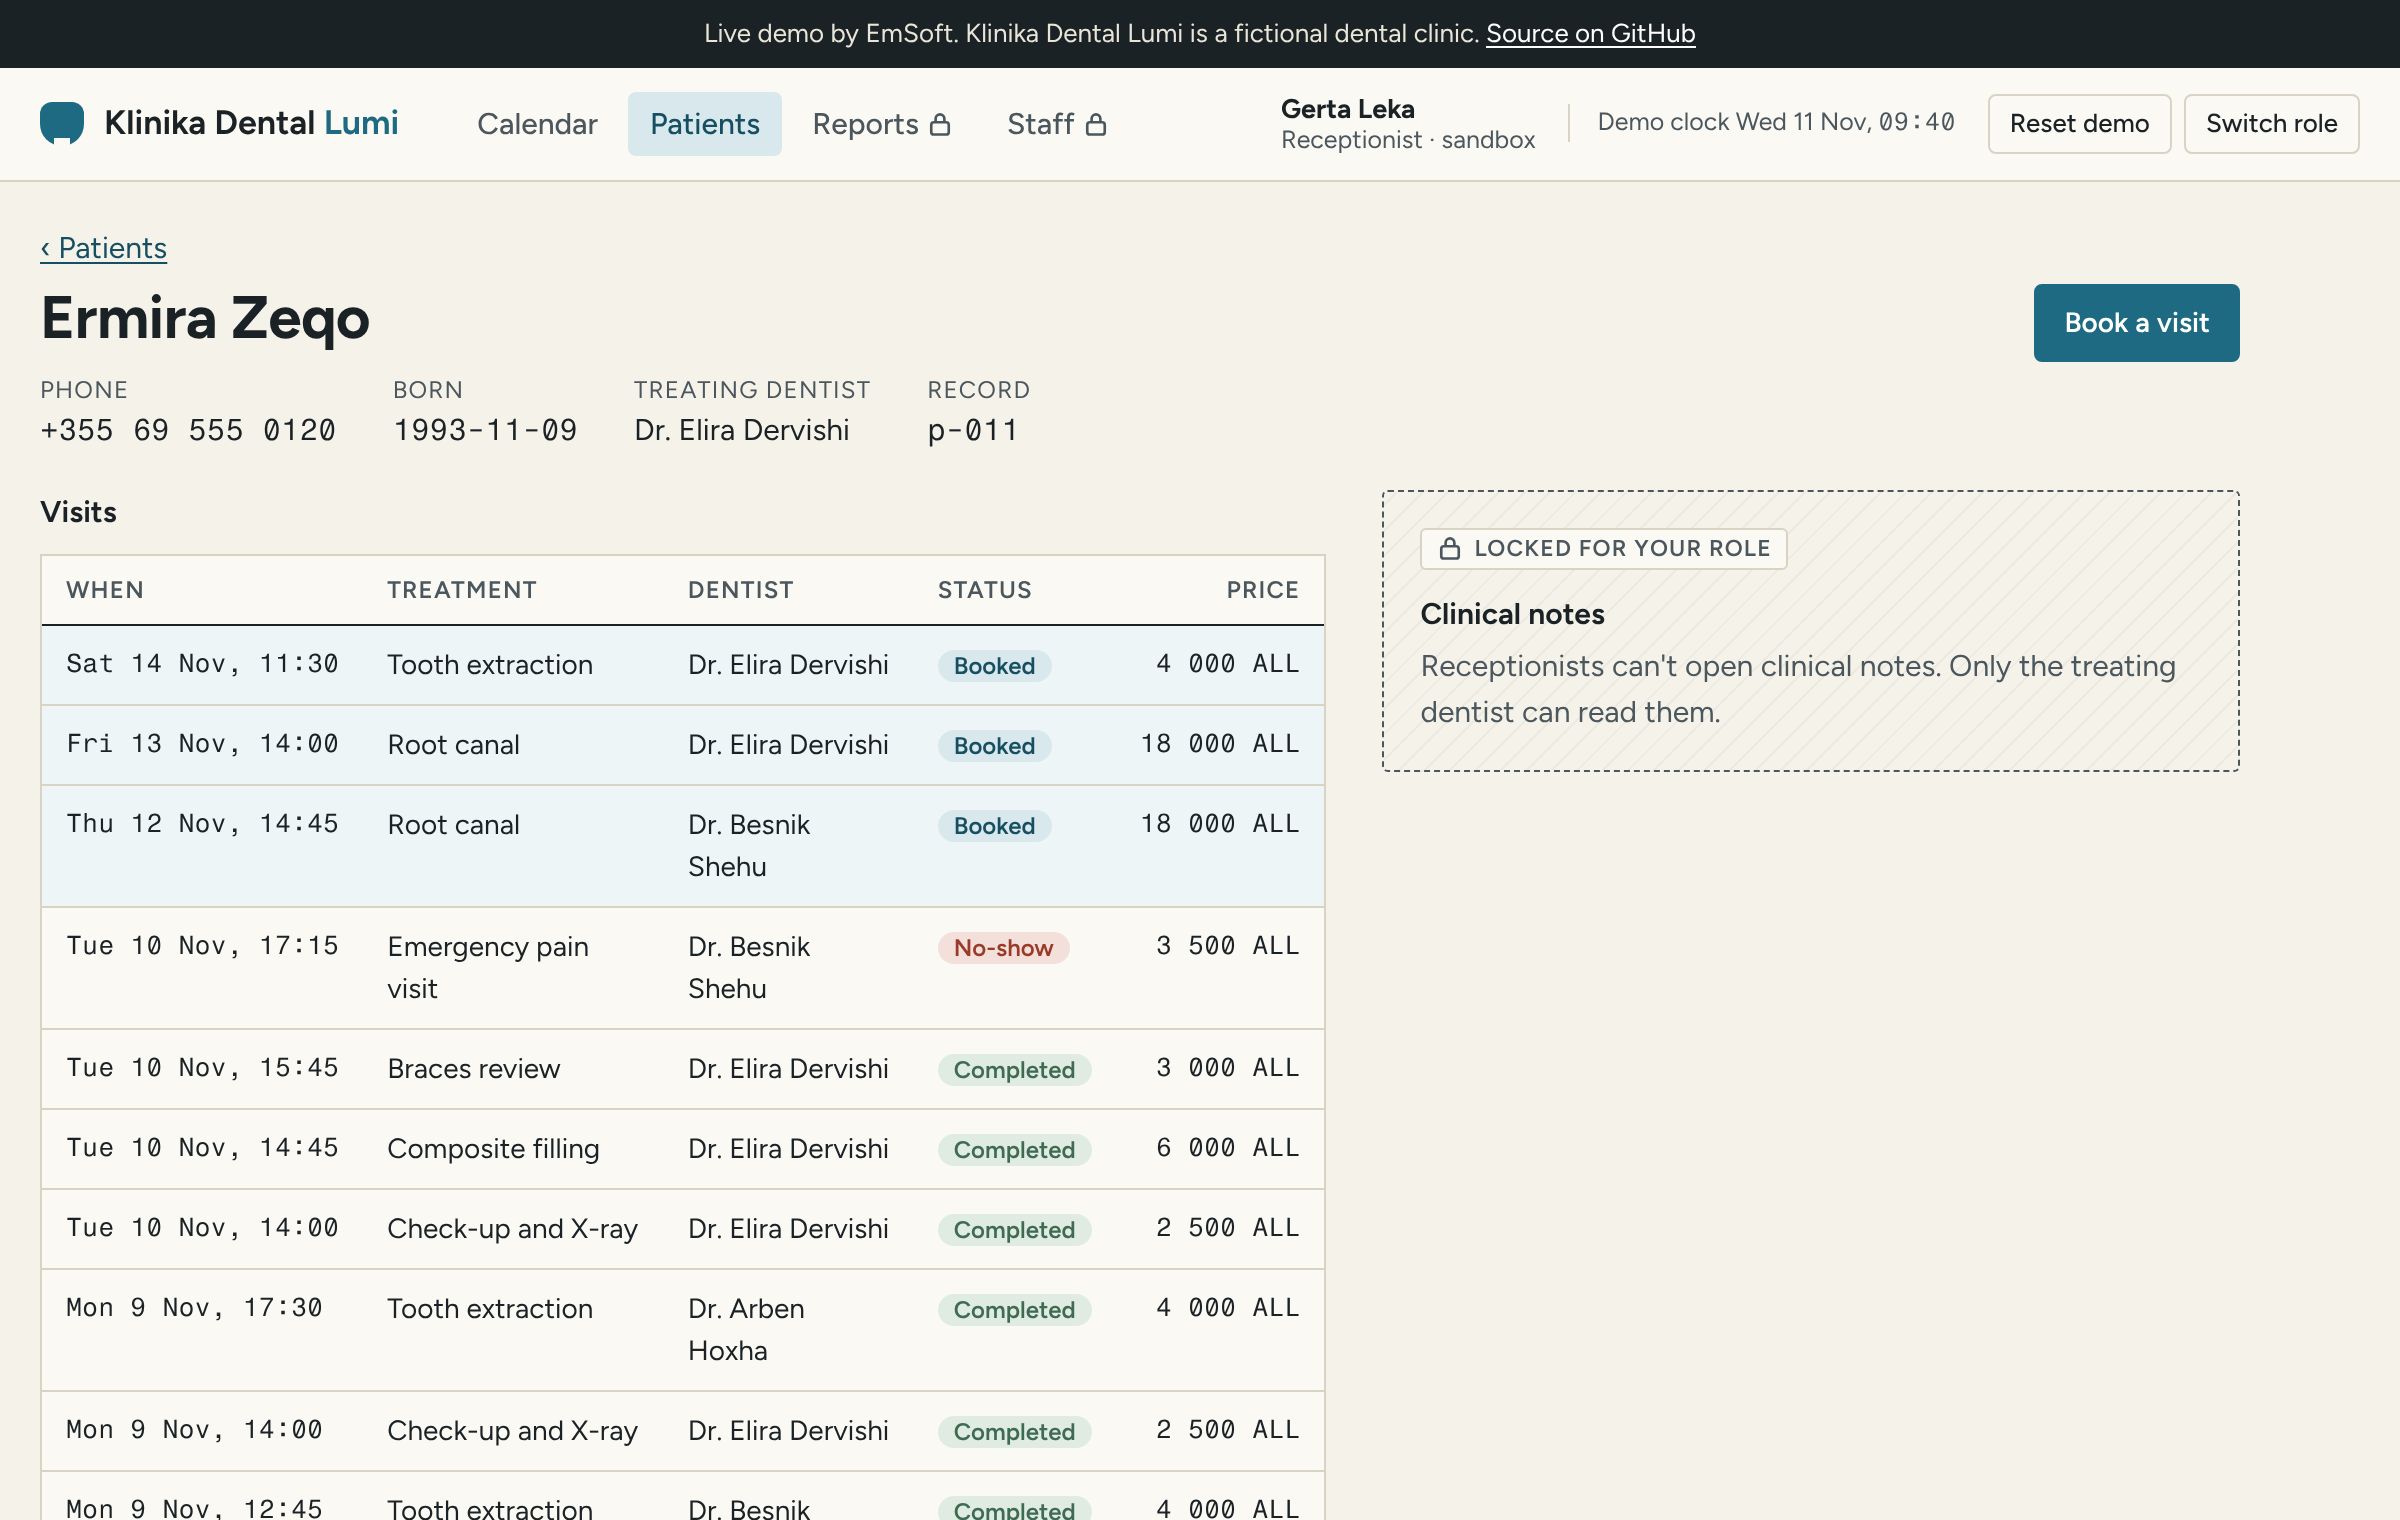 Live demo by EmSoft. Klinika Dental Lumi is a fictional dental clinic. Source on GitHub
Klinika Dental Lumi
Calendar
Patients
Reports
Staff
Gerta Leka
Receptionist · sandbox
Demo clock Wed 11 Nov, 09:40
Reset demo
Switch role
‹ Patients
Ermira Zeqo
Book a visit
PHONE BORN TREATING DENTIST RECORD
+355 69 555 0120 1993-11-09 Dr. Elira Dervishi p-011
Visits
WHEN TREATMENT DENTIST STATUS PRICE
Sat 14 Nov, 11:30 Tooth extraction Dr. Elira Dervishi Booked 4 000 ALL
Fri 13 Nov, 14:00 Root canal Dr. Elira Dervishi Booked 18 000 ALL
Thu 12 Nov, 14:45 Root canal Dr. Besnik Booked 18 000 ALL
Shehu
Tue 10 Nov, 17:15 Emergency pain Dr. Besnik No-show 3 500 ALL
visit Shehu
Tue 10 Nov, 15:45 Braces review Dr. Elira Dervishi Completed 3 000 ALL
Tue 10 Nov, 14:45 Composite filling Dr. Elira Dervishi Completed 6 000 ALL
Tue 10 Nov, 14:00 Check-up and X-ray Dr. Elira Dervishi Completed 2 500 ALL
Mon 9 Nov, 17:30 Tooth extraction Dr. Arben Completed 4 000 ALL
Hoxha
Mon 9 Nov, 14:00 Check-up and X-ray Dr. Elira Dervishi Completed 2 500 ALL
Mon 9 Nov, 12:45 Tooth extraction Dr. Besnik Completed 4 000 ALL
LOCKED FOR YOUR ROLE
Clinical notes
Receptionists can't open clinical notes. Only the treating
dentist can read them.